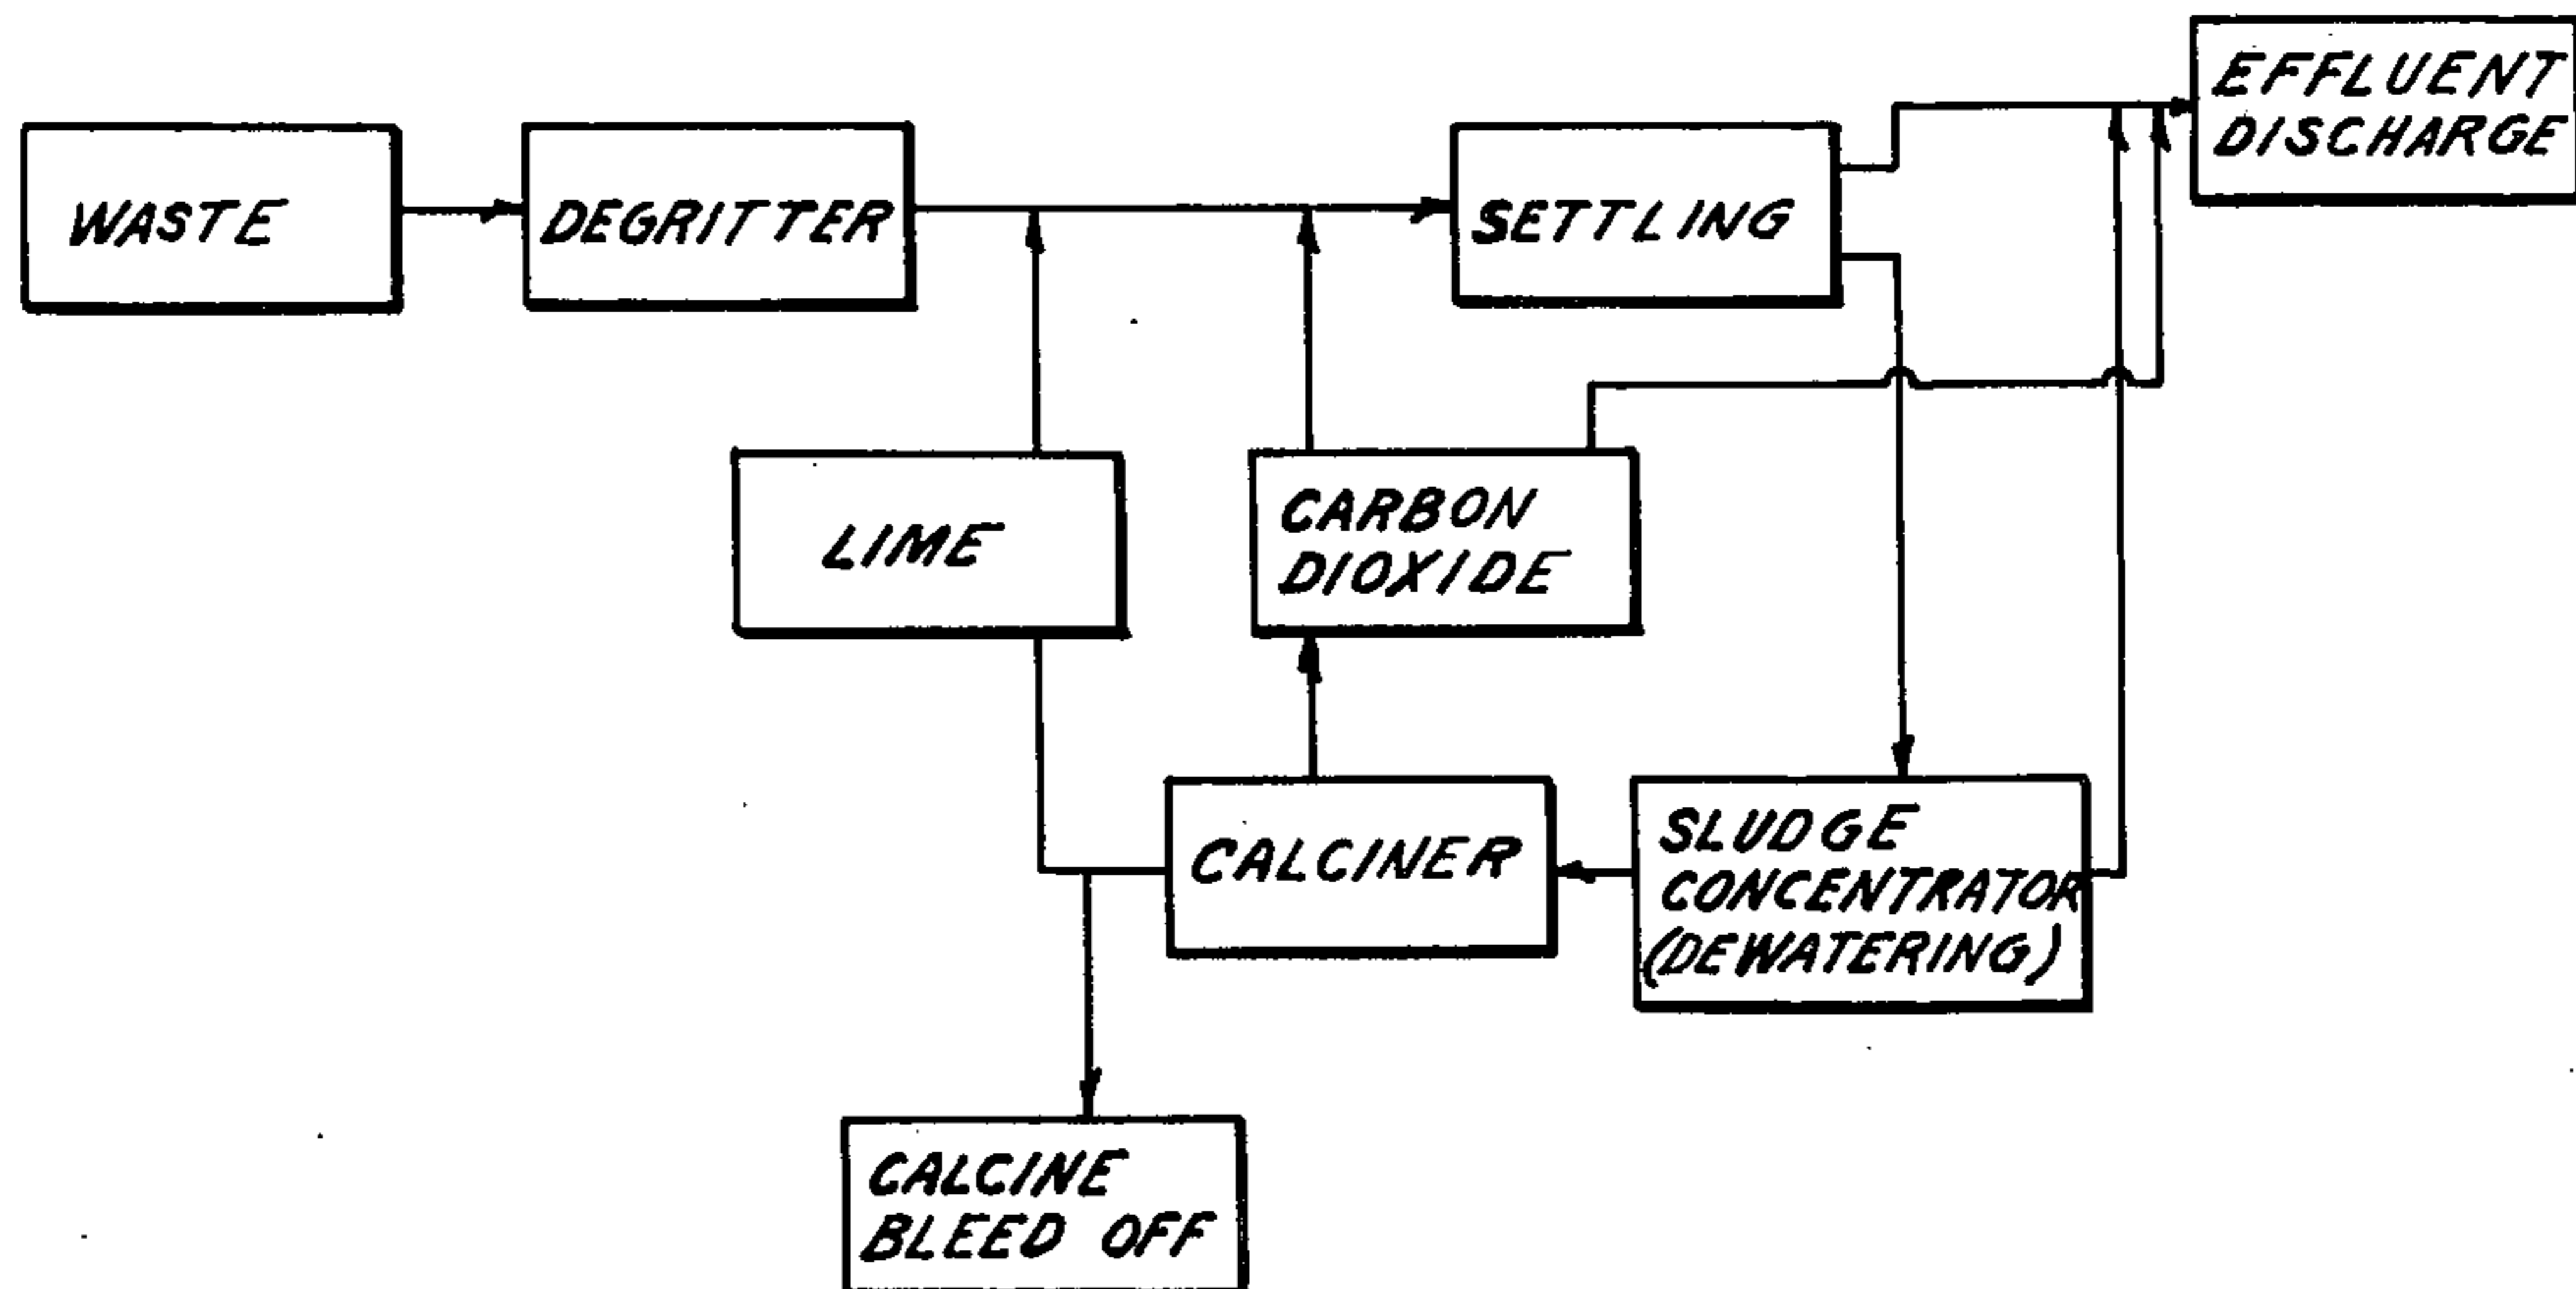 EFFLUENT
DISCHARGE
WASTE
DEGRITTER
SETTLING
LIME
CARBON
DIOXIDE
CALCINER
SLUDGE
CONCENTRATOR
(DEWATERING)
CALCINE
BLEED OFF